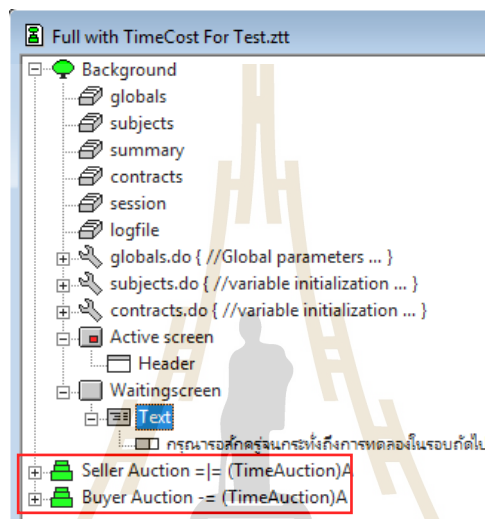 Full with TimeCost For Test.ztt
Background
globals
subjects
summary
contracts
session
logfile
globals.do { //Global parameters ... }
subjects.do { //variable initialization ... }
contracts.do { //variable initialization ... }
Active screen
Header
Waitingscreen
Text
กรุณารอสักครู่จนกระทั่งถึงการทดลองในรอบถัดไป
Seller Auction =|= (TimeAuction)A
Buyer Auction -= (TimeAuction)A